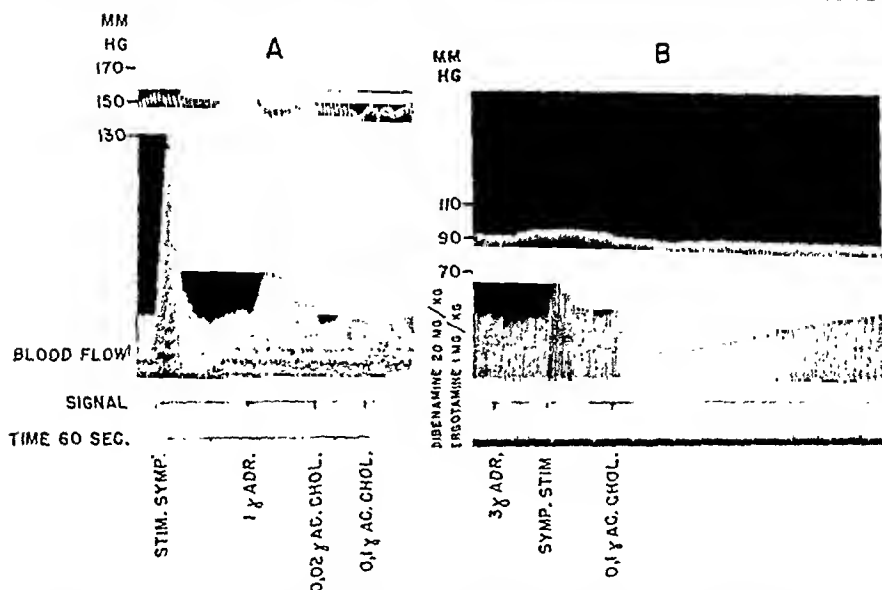 MM
HG
A
170-
150-
130-
BLOOD FLOW
SIGNAL
TIME 60 SEC.
STIM. SYMP.
1 γ ADR.
0,02 γ AC. CHOL.
0,1 γ AC. CHOL.
MM
HG
B
110-
90-
70-
DIBENAMINE 20 MG/KG
ERGOTAMINE 1 MG/KG
3 γ ADR.
SYMP. STIM
0,1 γ AC. CHOL.